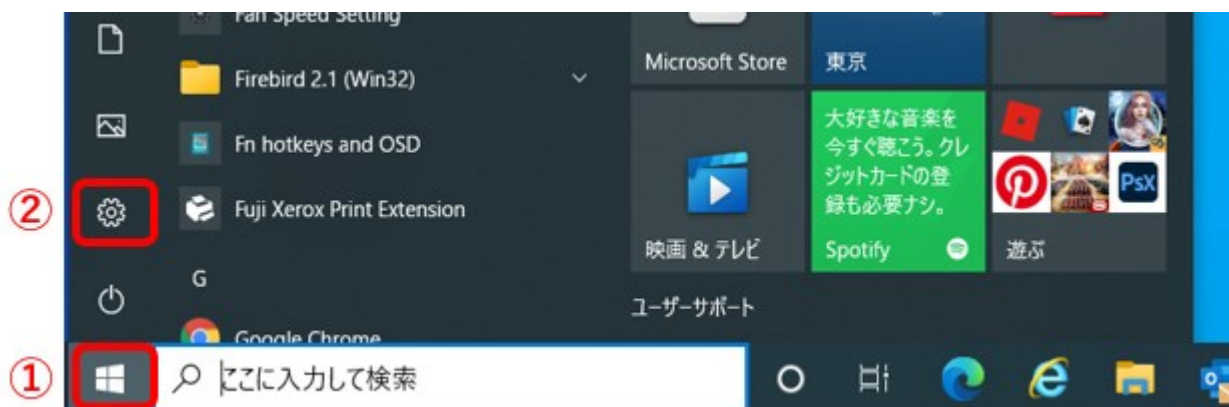 Fan Speed Setting
Firebird 2.1 (Win32)
Fn hotkeys and OSD
②
Fuji Xerox Print Extension
G
Google Chrome
Microsoft Store
東京
大好きな音楽を
今すぐ聴こう。クレ
ジットカードの登
録も必要ナシ。
PsX
映画 & テレビ
Spotify
遊ぶ
ユーザーサポート
①
ここに入力して検索